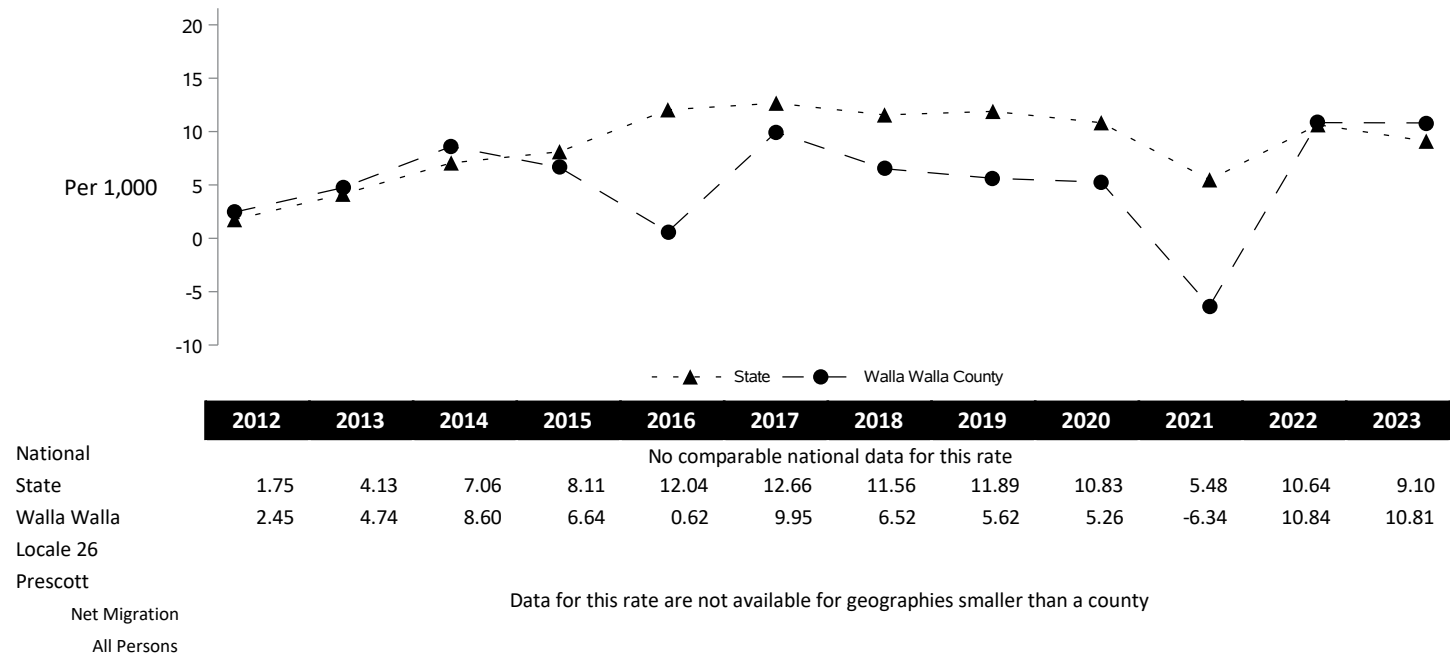 20
15
10
Per 1,000
5
0
-5
-10
State
Walla Walla County
2012 2013 2014 2015 2016 2017 2018 2019 2020 2021 2022 2023
National No comparable national data for this rate
State 1.75 4.13 7.06 8.11 12.04 12.66 11.56 11.89 10.83 5.48 10.64 9.10
Walla Walla 2.45 4.74 8.60 6.64 0.62 9.95 6.52 5.62 5.26 -6.34 10.84 10.81
Locale 26
Prescott
Data for this rate are not available for geographies smaller than a county
Net Migration
All Persons